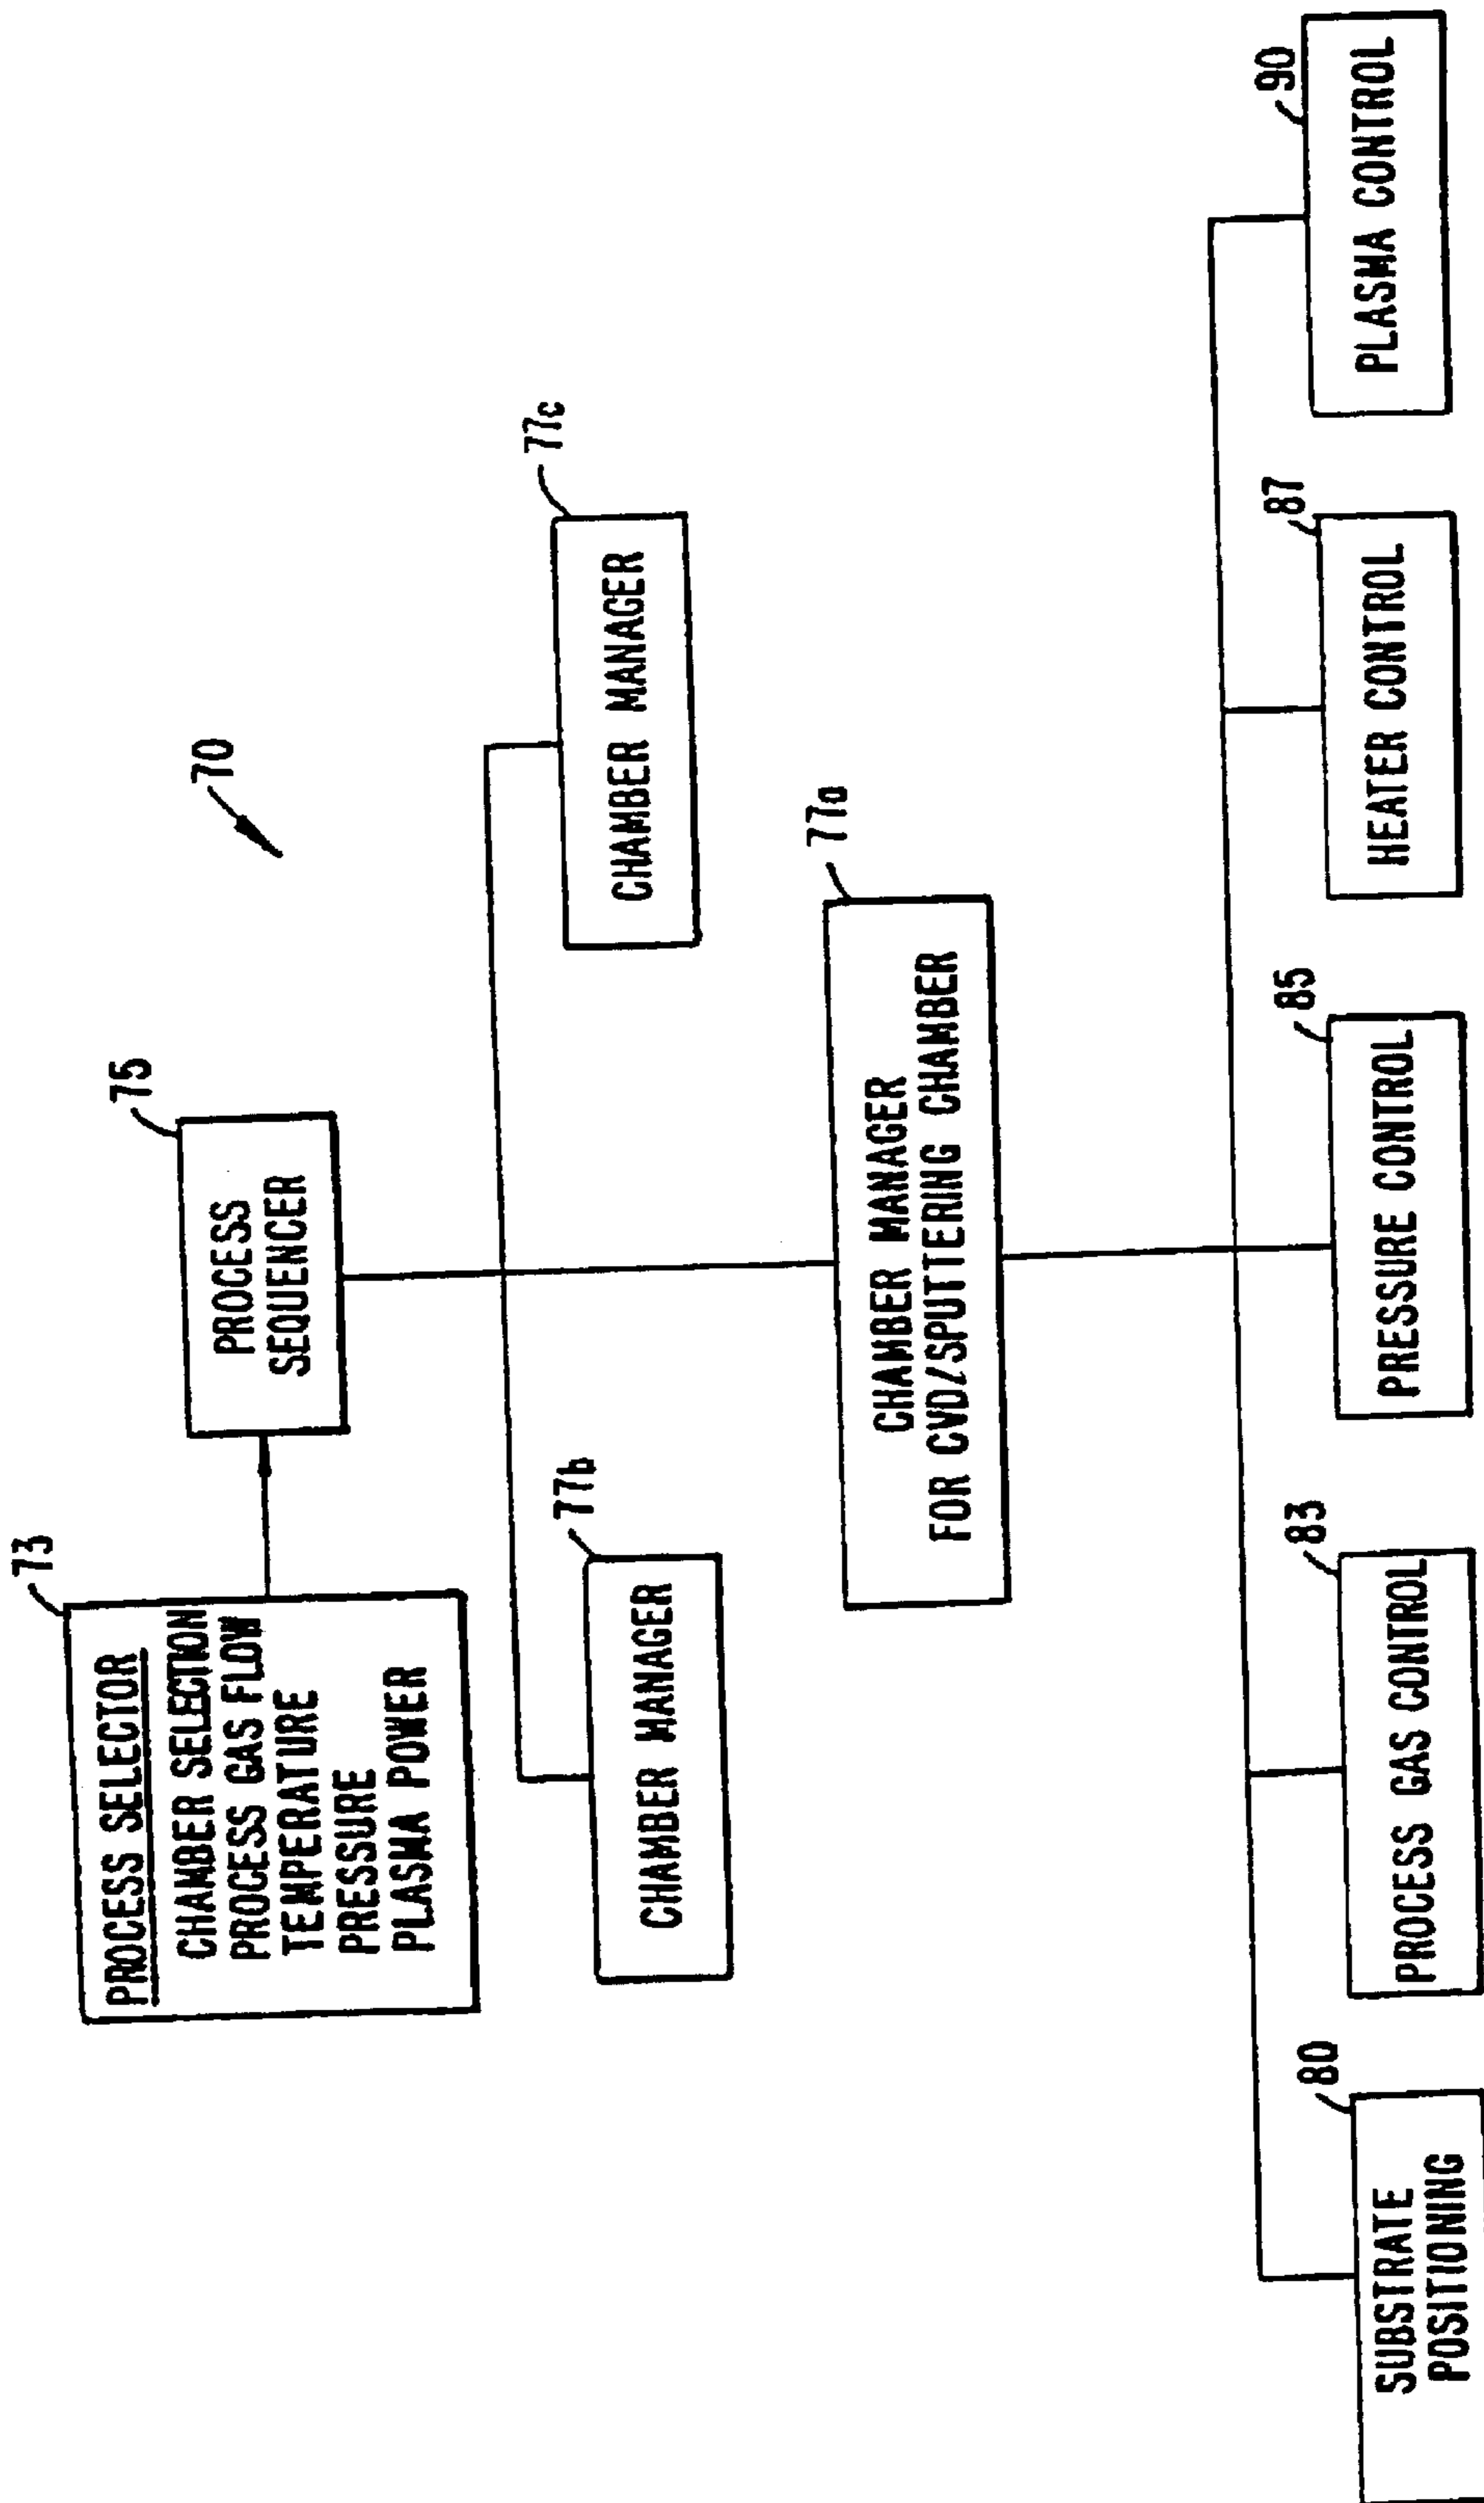 70
73
PROCESS SELECTOR
CHAMBER SELECTION
PROCESS GAS FLOW
TEMPERATURE
PRESSURE
PLASMA POWER
75
PROCESS
SEQUENCER
77b
CHAMBER MANAGER
77c
CHAMBER MANAGER
77a
CHAMBER MANAGER
FOR CVD/SPUTTERING CHAMBER
80
SUBSTRATE
POSITIONING
83
PROCESS GAS CONTROL
85
PRESSURE CONTROL
87
HEATER CONTROL
90
PLASMA CONTROL